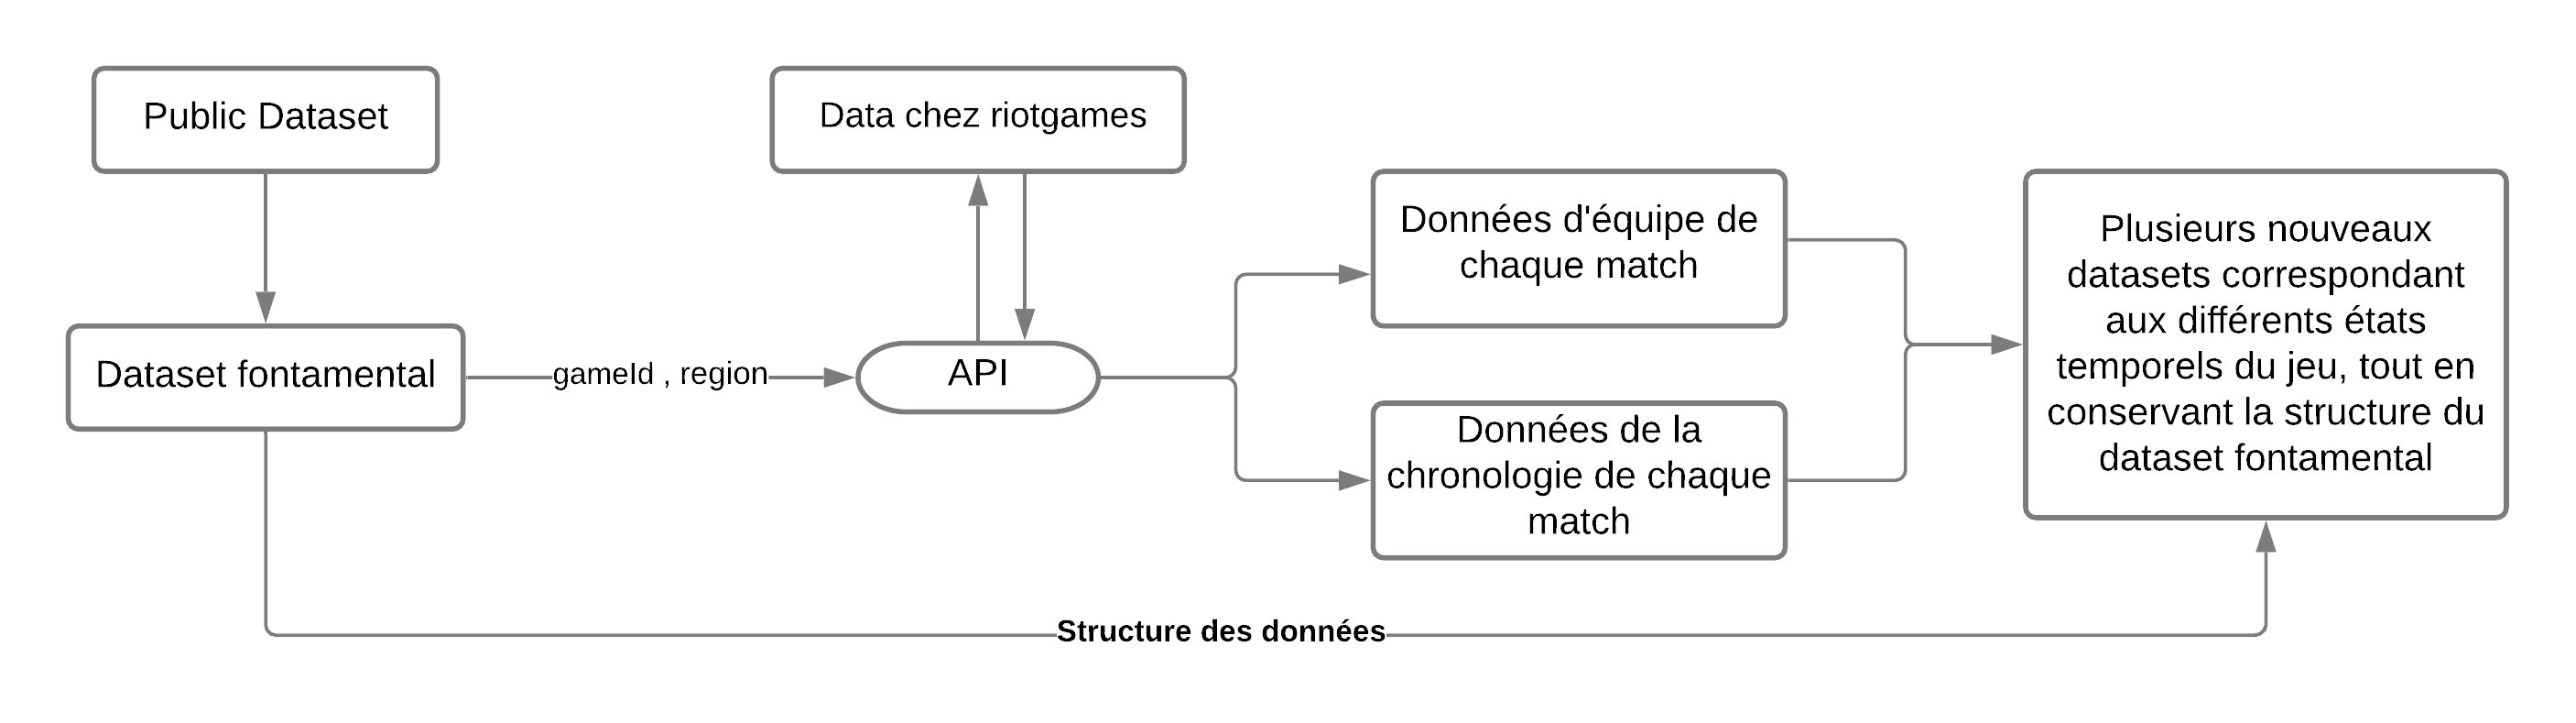 Public Dataset
Data chez riotgames
Dataset fontamental
gameId , region
API
Données d'équipe de
chaque match
Données de la
chronologie de chaque
match
Plusieurs nouveaux
datasets correspondant
aux différents états
temporels du jeu, tout en
conservant la structure du
dataset fontamental
Structure des données